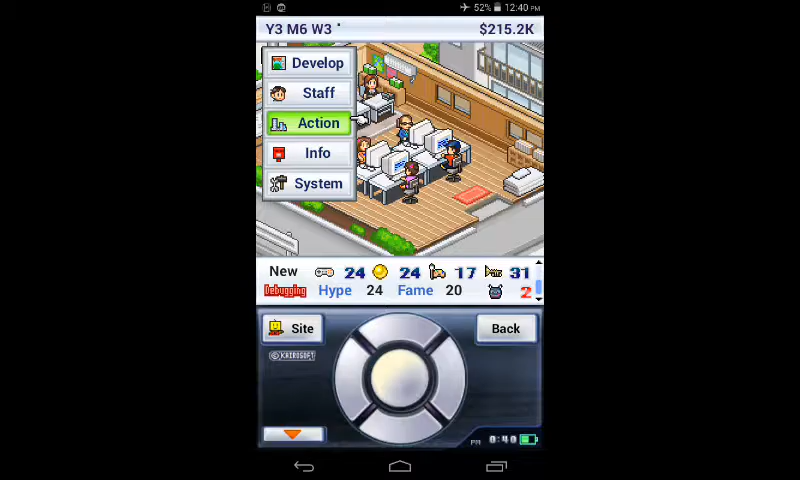 52% 12:40 PM
Y3 M6 W3 $215.2K
Develop
Staff
Action
Info
System
New 24 24 17 31
Debugging Hype 24 Fame 20 2
Site Back
© KAIROSOFT
PM 0:40